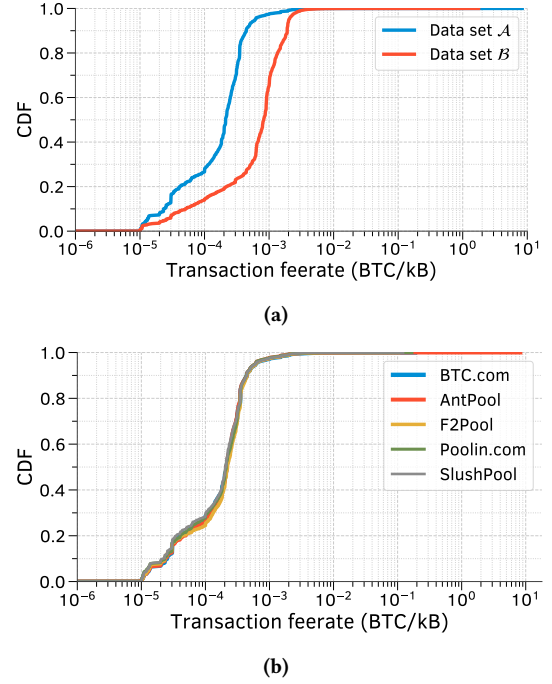 1.0
0.8
0.6
0.4
0.2
0.0
CDF
Data set 𝒜
Data set ℬ
10⁻⁶ 10⁻⁵ 10⁻⁴ 10⁻³ 10⁻² 10⁻¹ 10⁰ 10¹
Transaction feerate (BTC/kB)
(a)
1.0
0.8
0.6
0.4
0.2
0.0
CDF
BTC.com
AntPool
F2Pool
Poolin.com
SlushPool
10⁻⁶ 10⁻⁵ 10⁻⁴ 10⁻³ 10⁻² 10⁻¹ 10⁰ 10¹
Transaction feerate (BTC/kB)
(b)